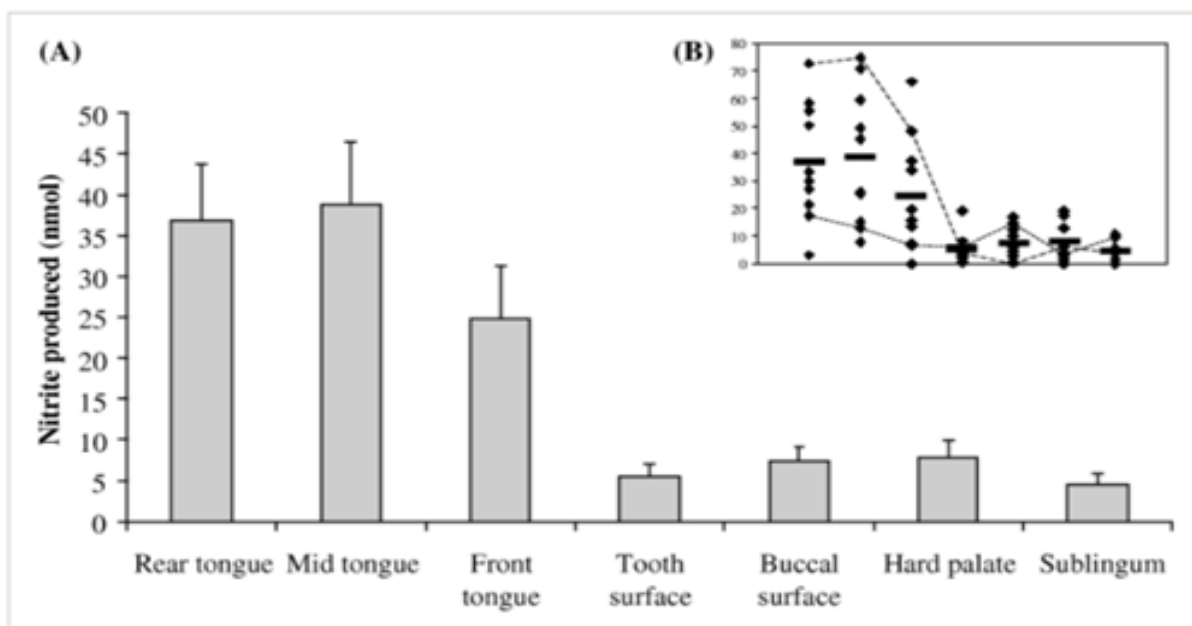 (A)
(B)
80
70
60
50
40
30
20
10
0
Nitrite produced (nmol)
50
45
40
35
30
25
20
15
10
5
0
Rear tongue
Mid tongue
Front
tongue
Tooth
surface
Buccal
surface
Hard palate
Sublingum